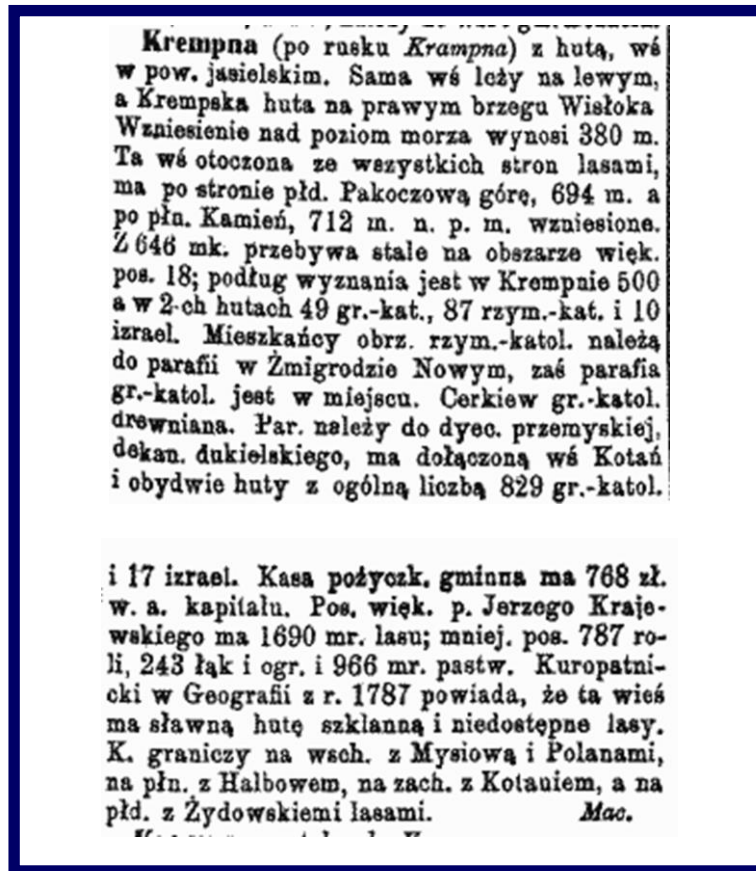 Krempna (po rusku Krampna) z hutą, wś
w pow. jasielskim. Sama wś leży na lewym,
a Krempska huta na prawym brzegu Wisłoka
Wzniesienie nad poziom morza wynosi 380 m.
Ta wś otoczona ze wszystkich stron lasami,
ma po stronie płd. Pakoczową górę, 694 m. a
po płn. Kamień, 712 m. n. p. m. wzniesione.
Z 646 mk. przebywa stale na obszarze więk.
pos. 18; podług wyznania jest w Krempnie 500
a w 2-ch hutach 49 gr.-kat., 87 rzym.-kat. i 10
izrael. Mieszkańcy obrz. rzym.-katol. należą
do parafii w Żmigrodzie Nowym, zaś parafia
gr.-katol. jest w miejscu. Cerkiew gr.-katol.
drewniana. Par. należy do dyec. przemyskiej,
dekan. dukielskiego, ma dołączoną wś Kotań
i obydwie huty z ogólną liczbą 829 gr.-katol.
i 17 izrael. Kasa pożyczk. gminna ma 768 zł.
w. a. kapitału. Pos. więk. p. Jerzego Kraje-
wskiego ma 1690 mr. lasu; mniej. pos. 787 ro-
li, 243 łąk i ogr. i 966 mr. pastw. Kuropatni-
cki w Geografii z r. 1787 powiada, że ta wieś
ma sławną hutę szklanną i niedostępne lasy.
K. graniczy na wsch. z Mysiową i Polanami,
na płn. z Halbowem, na zach. z Kotaniem, a na
płd. z Żydowskiemi lasami. Mac.